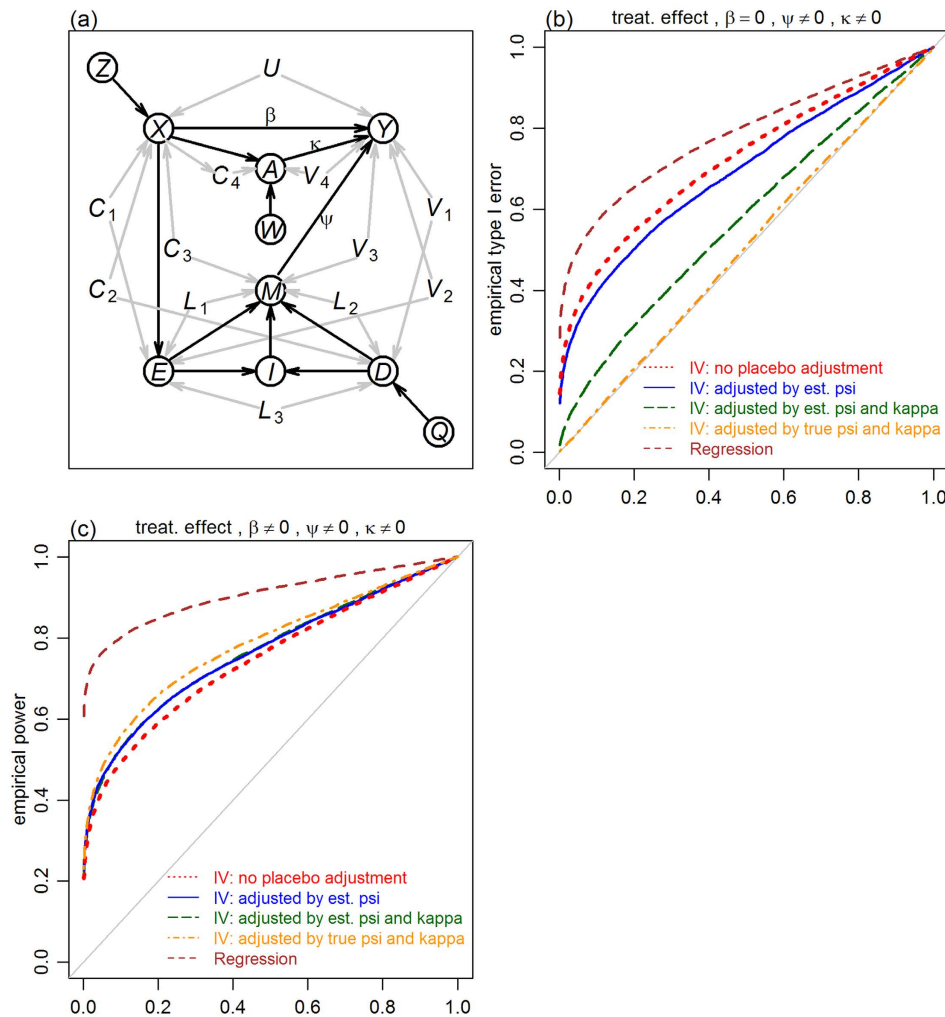 (a)
Z
U
X
β
Y
κ
A
C4
V4
ψ
C1
V1
W
C3
V3
C2
V2
M
L1
L2
E
I
D
L3
Q
(b)
treat. effect , β = 0 , ψ ≠ 0 , κ ≠ 0
empirical type I error
1.0
0.8
0.6
0.4
0.2
0.0
IV: no placebo adjustment
IV: adjusted by est. psi
IV: adjusted by est. psi and kappa
IV: adjusted by true psi and kappa
Regression
0.0 0.2 0.4 0.6 0.8 1.0
(c)
treat. effect , β ≠ 0 , ψ ≠ 0 , κ ≠ 0
empirical power
1.0
0.8
0.6
0.4
0.2
0.0
IV: no placebo adjustment
IV: adjusted by est. psi
IV: adjusted by est. psi and kappa
IV: adjusted by true psi and kappa
Regression
0.0 0.2 0.4 0.6 0.8 1.0